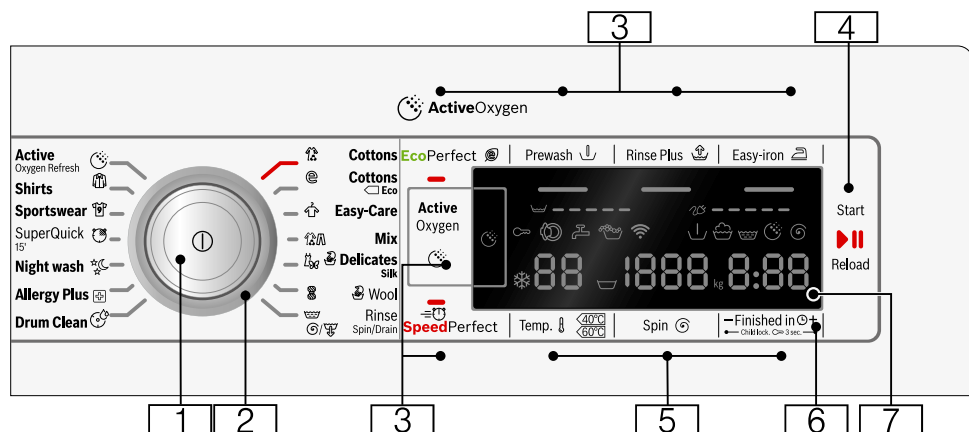 3
4
ActiveOxygen
Active
Oxygen Refresh
Shirts
Sportswear
SuperQuick
15'
Night wash
Allergy Plus
Drum Clean
Cottons
Cottons
Eco
Easy-Care
Mix
Delicates
Silk
Wool
Rinse
Spin/Drain
EcoPerfect
Prewash
Rinse Plus
Easy-iron
Active
Oxygen
88
1888
kg
8:88
SpeedPerfect
Temp.
40°C
60°C
Spin
–Finished in +
Child lock. 3 sec.
Start
Reload
1
2
3
5
6
7